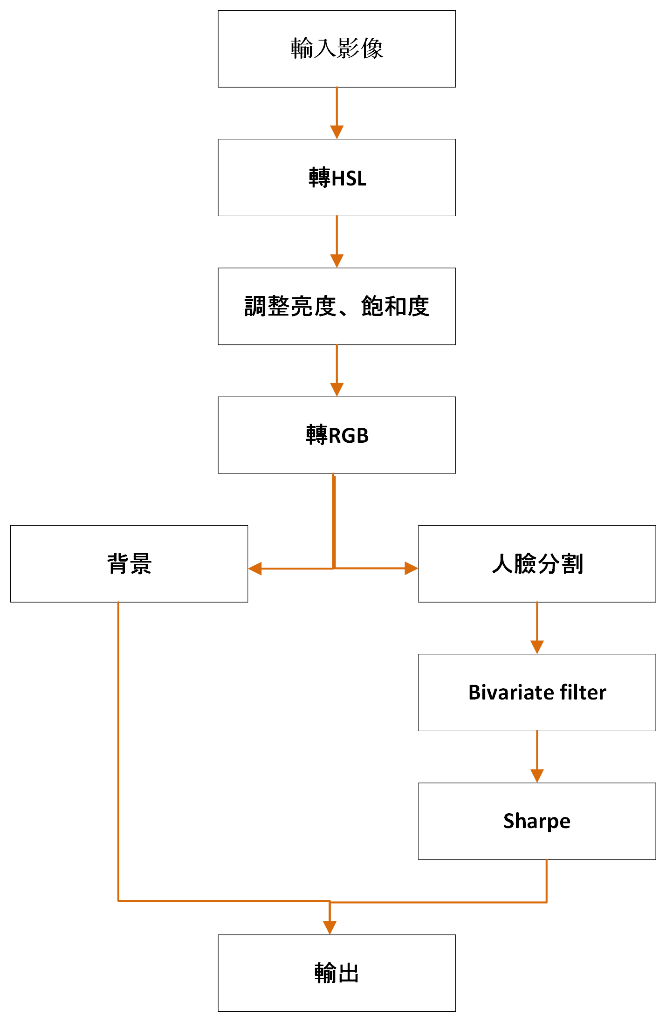 輸入影像
轉HSL
調整亮度、飽和度
轉RGB
背景
人臉分割
Bivariate filter
Sharpe
輸出